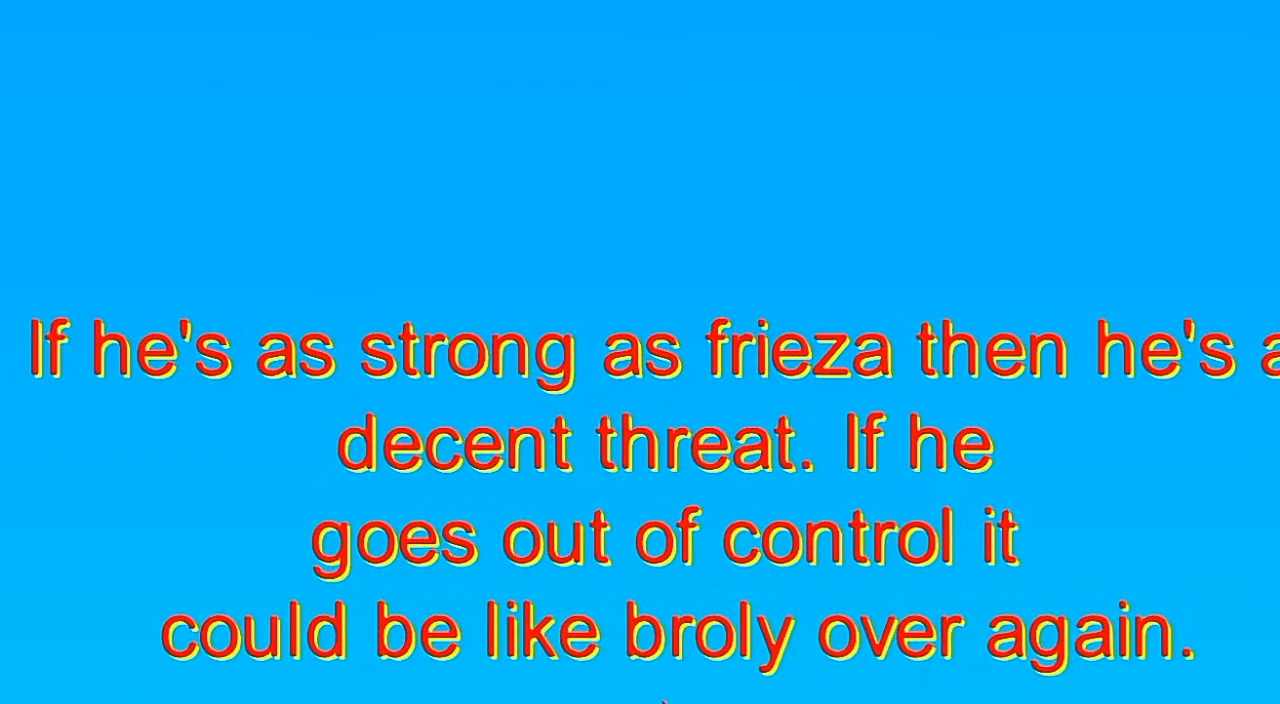 If he's as strong as frieza then he's a
decent threat. If he
goes out of control it
could be like broly over again.